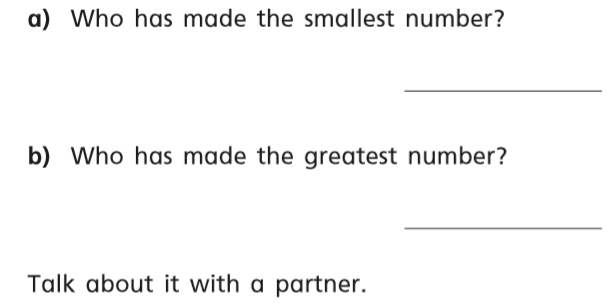 a) Who has made the smallest number?
b) Who has made the greatest number?
Talk about it with a partner.